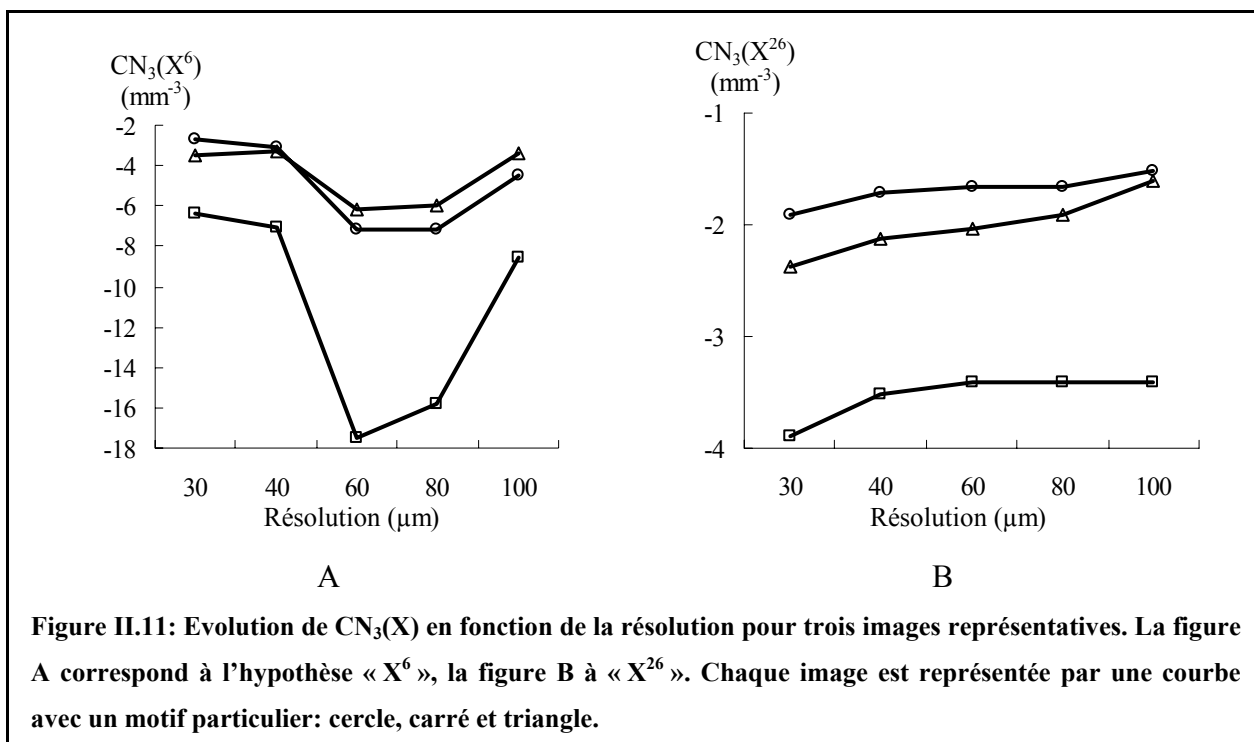 CN₃(X⁶)
(mm⁻³)
-2
-4
-6
-8
-10
-12
-14
-16
-18
30 40 60 80 100
Résolution (µm)
A
CN₃(X²⁶)
(mm⁻³)
-1
-2
-3
-4
30 40 60 80 100
Résolution (µm)
B
Figure II.11: Evolution de CN₃(X) en fonction de la résolution pour trois images représentatives. La figure
A correspond à l’hypothèse « X⁶ », la figure B à « X²⁶ ». Chaque image est représentée par une courbe
avec un motif particulier: cercle, carré et triangle.